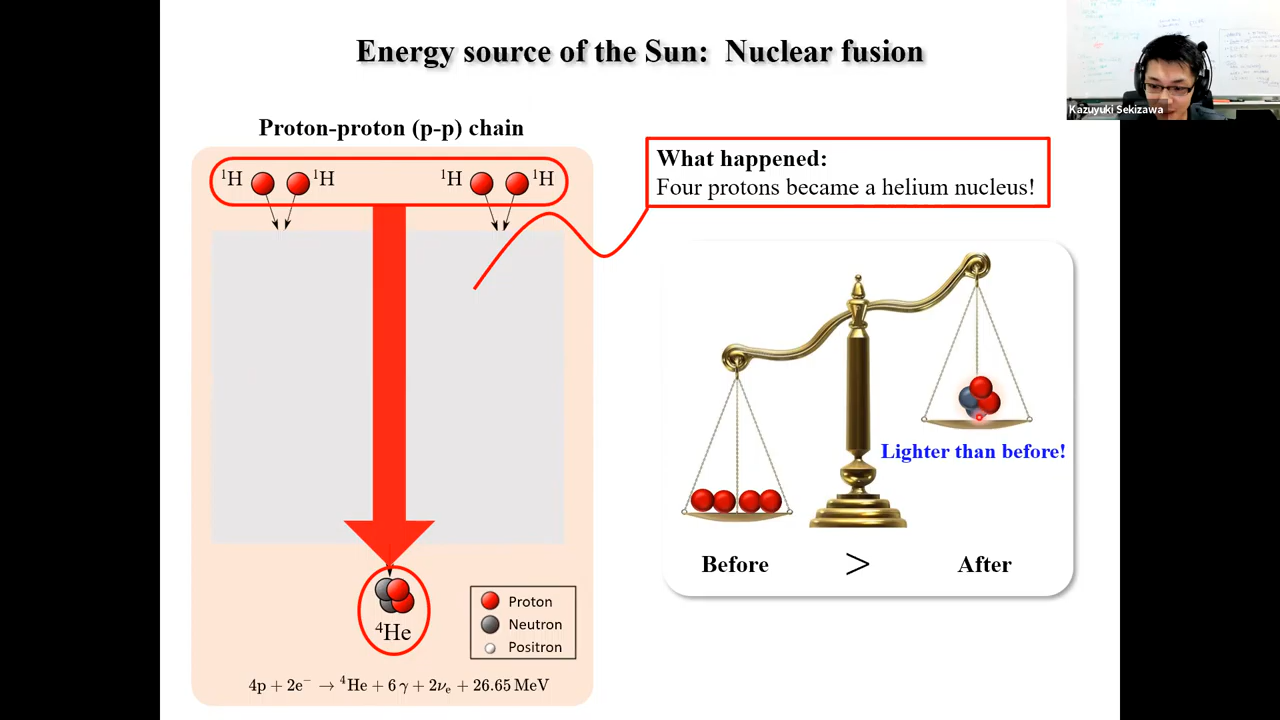 Energy source of the Sun: Nuclear fusion
Kazuyuki Sekizawa
Proton-proton (p-p) chain
¹H ¹H ¹H ¹H
What happened:
Four protons became a helium nucleus!
Lighter than before!
Before > After
⁴He
Proton
Neutron
Positron
4p + 2e⁻ → ⁴He + 6 γ + 2νₑ + 26.65 MeV